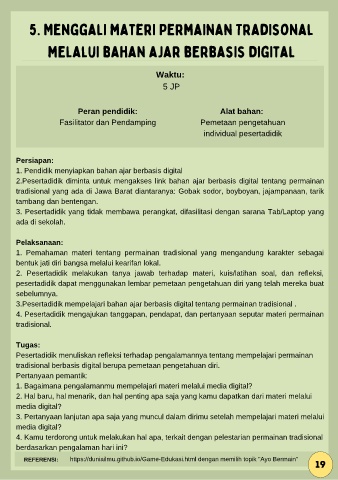 5. MENGGALI MATERI PERMAINAN TRADISONAL
MELALUI BAHAN AJAR BERBASIS DIGITAL
Waktu:
5 JP
Peran pendidik:
Fasilitator dan Pendamping
Alat bahan:
Pemetaan pengetahuan
individual pesertadidik
Persiapan:
1. Pendidik menyiapkan bahan ajar berbasis digital
2.Pesertadidik diminta untuk mengakses link bahan ajar berbasis digital tentang permainan
tradisional yang ada di Jawa Barat diantaranya: Gobak sodor, boyboyan, jajampanaan, tarik
tambang dan bentengan.
3. Pesertadidik yang tidak membawa perangkat, difasilitasi dengan sarana Tab/Laptop yang
ada di sekolah.
Pelaksanaan:
1. Pemahaman materi tentang permainan tradisional yang mengandung karakter sebagai
bentuk jati diri bangsa melalui kearifan lokal.
2. Pesertadidik melakukan tanya jawab terhadap materi, kuis/latihan soal, dan refleksi,
pesertadidik dapat menggunakan lembar pemetaan pengetahuan diri yang telah mereka buat
sebelumnya.
3.Pesertadidik mempelajari bahan ajar berbasis digital tentang permainan tradisional .
4. Pesertadidik mengajukan tanggapan, pendapat, dan pertanyaan seputar materi permainan
tradisional.
Tugas:
Pesertadidik menuliskan refleksi terhadap pengalamannya tentang mempelajari permainan
tradisional berbasis digital berupa pemetaan pengetahuan diri.
Pertanyaan pemantik:
1. Bagaimana pengalamanmu mempelajari materi melalui media digital?
2. Hal baru, hal menarik, dan hal penting apa saja yang kamu dapatkan dari materi melalui
media digital?
3. Pertanyaan lanjutan apa saja yang muncul dalam dirimu setelah mempelajari materi melalui
media digital?
4. Kamu terdorong untuk melakukan hal apa, terkait dengan pelestarian permainan tradisional
berdasarkan pengalaman hari ini?
REFERENSI: https://dunisilmu.github.io/Game-Edukasi.html dengan memilih topik "Ayo Bermain"
19